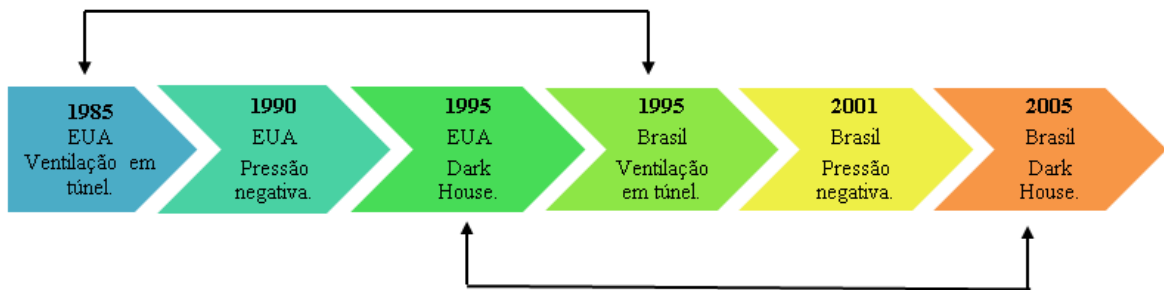 1985
EUA
Ventilação em
túnel.
1990
EUA
Pressão
negativa.
1995
EUA
Dark
House.
1995
Brasil
Ventilação
em túnel.
2001
Brasil
Pressão
negativa.
2005
Brasil
Dark
House.